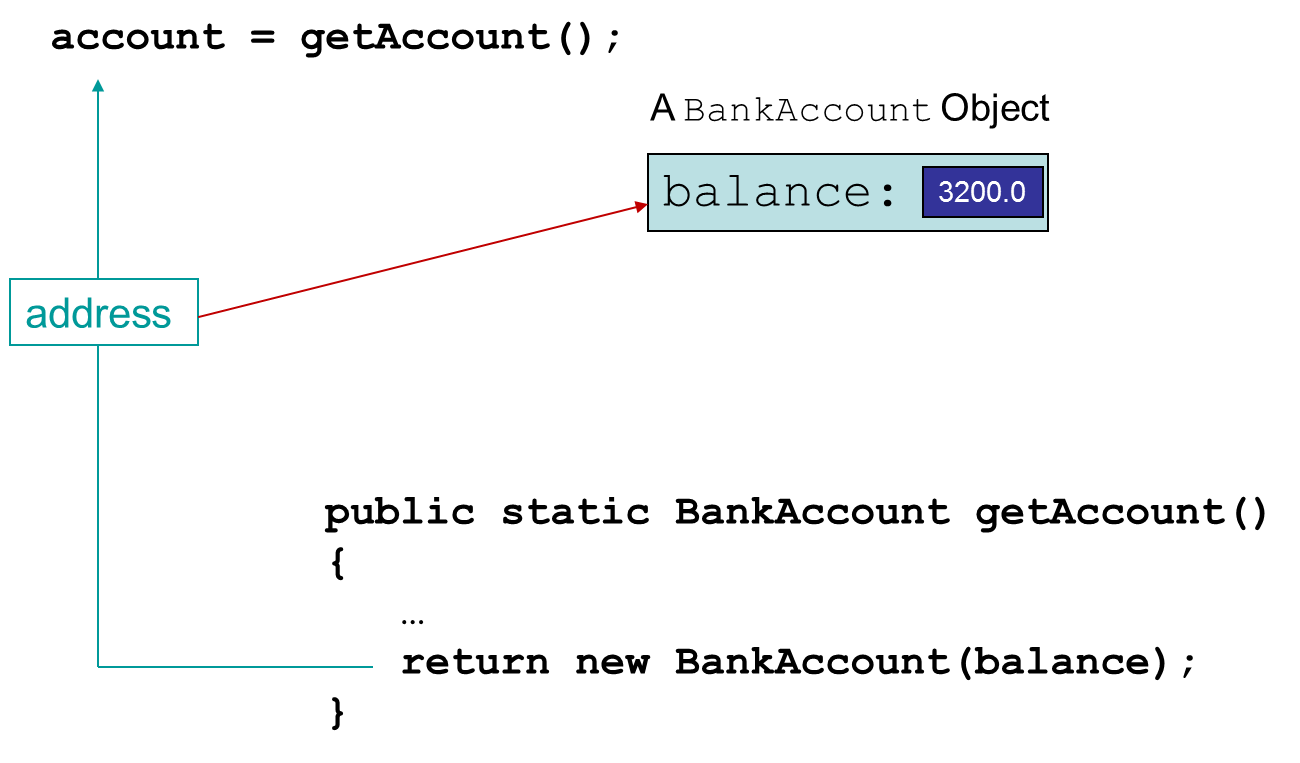 account = getAccount();
A BankAccount Object
balance: 3200.0
address
public static BankAccount getAccount()
{
…
return new BankAccount(balance);
}